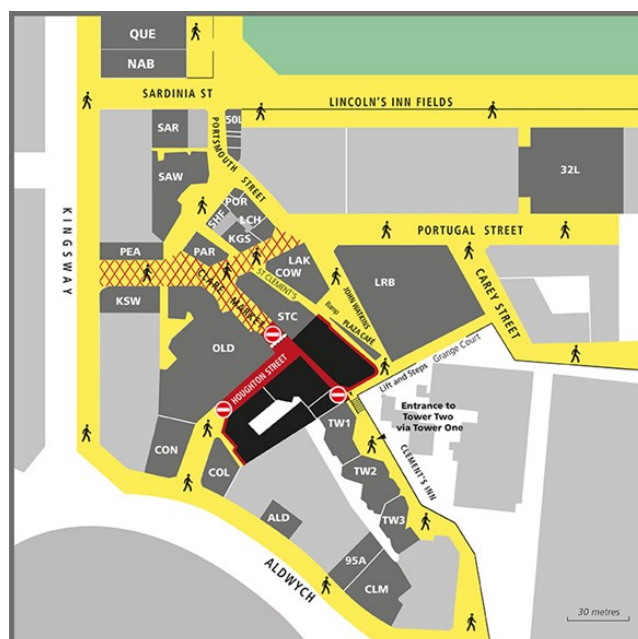 QUE
NAB
SARDINIA ST
LINCOLN'S INN FIELDS
50L
SAR
PORTSMOUTH STREET
32L
SAW
POR
SHF
LCH
KGS
PORTUGAL STREET
KINGSWAY
PEA
PAR
LAK
COW
ST CLEMENT'S
LRB
CAREY STREET
KSW
CLARE MARKET
STC
JOHN WATKINS
PLAZA CAFÉ
Ramp
OLD
HOUGHTON STREET
Grange Court
Lift and Steps
Entrance to
Tower Two
via Tower One
TW1
CON
COL
TW2
CLEMENT'S INN
ALD
TW3
95A
CLM
ALDWYCH
30 metres